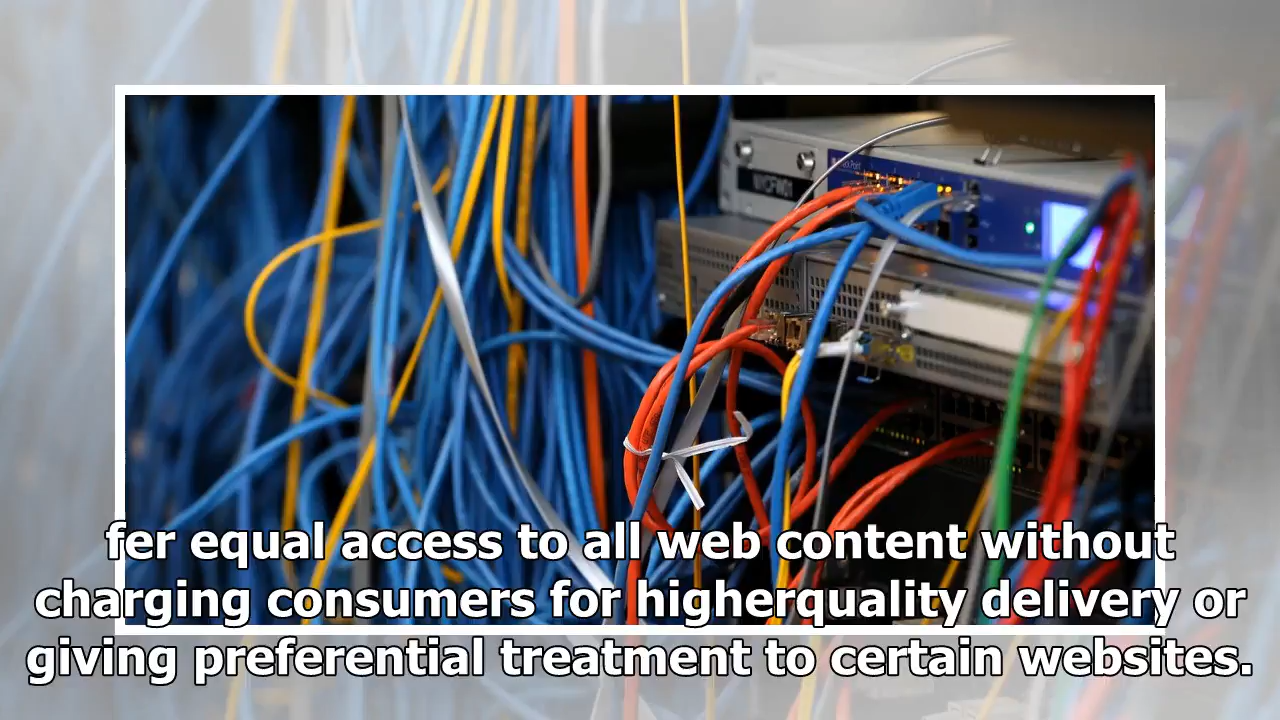 NYCFW01
fer equal access to all web content without
charging consumers for higherquality delivery or
giving preferential treatment to certain websites.